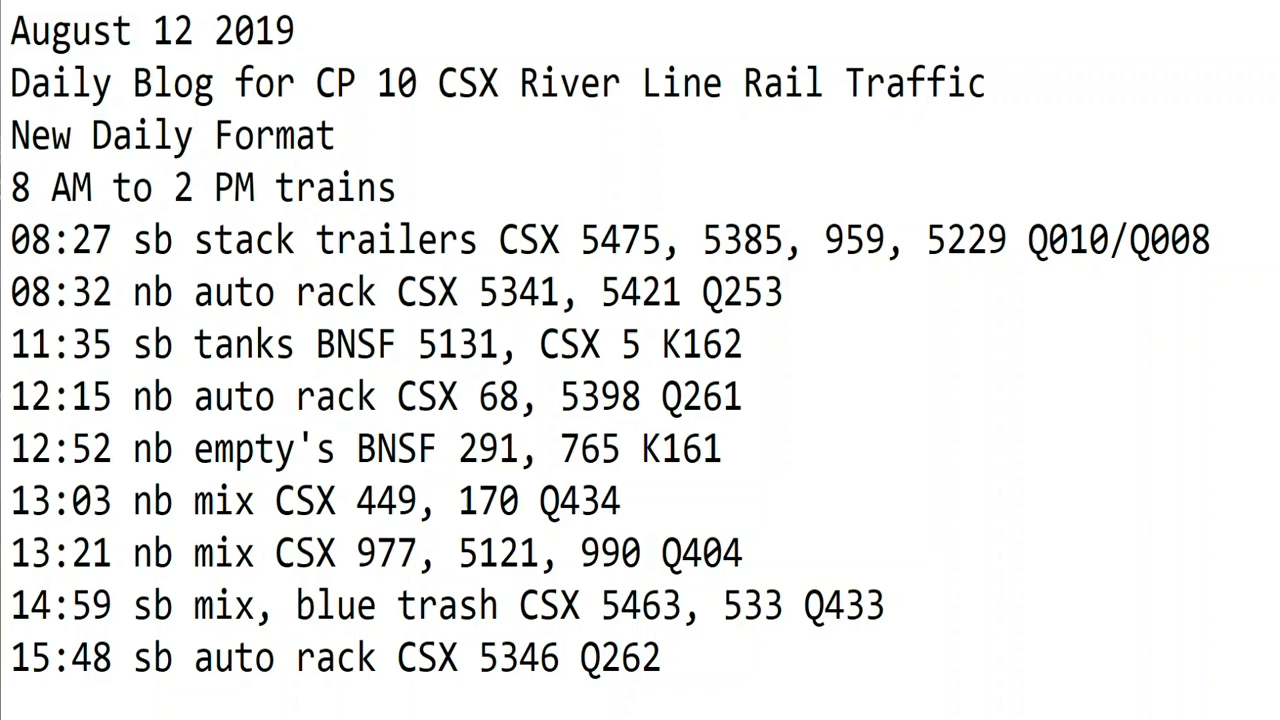 August 12 2019
Daily Blog for CP 10 CSX River Line Rail Traffic
New Daily Format
8 AM to 2 PM trains
08:27 sb stack trailers CSX 5475, 5385, 959, 5229 Q010/Q008
08:32 nb auto rack CSX 5341, 5421 Q253
11:35 sb tanks BNSF 5131, CSX 5 K162
12:15 nb auto rack CSX 68, 5398 Q261
12:52 nb empty's BNSF 291, 765 K161
13:03 nb mix CSX 449, 170 Q434
13:21 nb mix CSX 977, 5121, 990 Q404
14:59 sb mix, blue trash CSX 5463, 533 Q433
15:48 sb auto rack CSX 5346 Q262